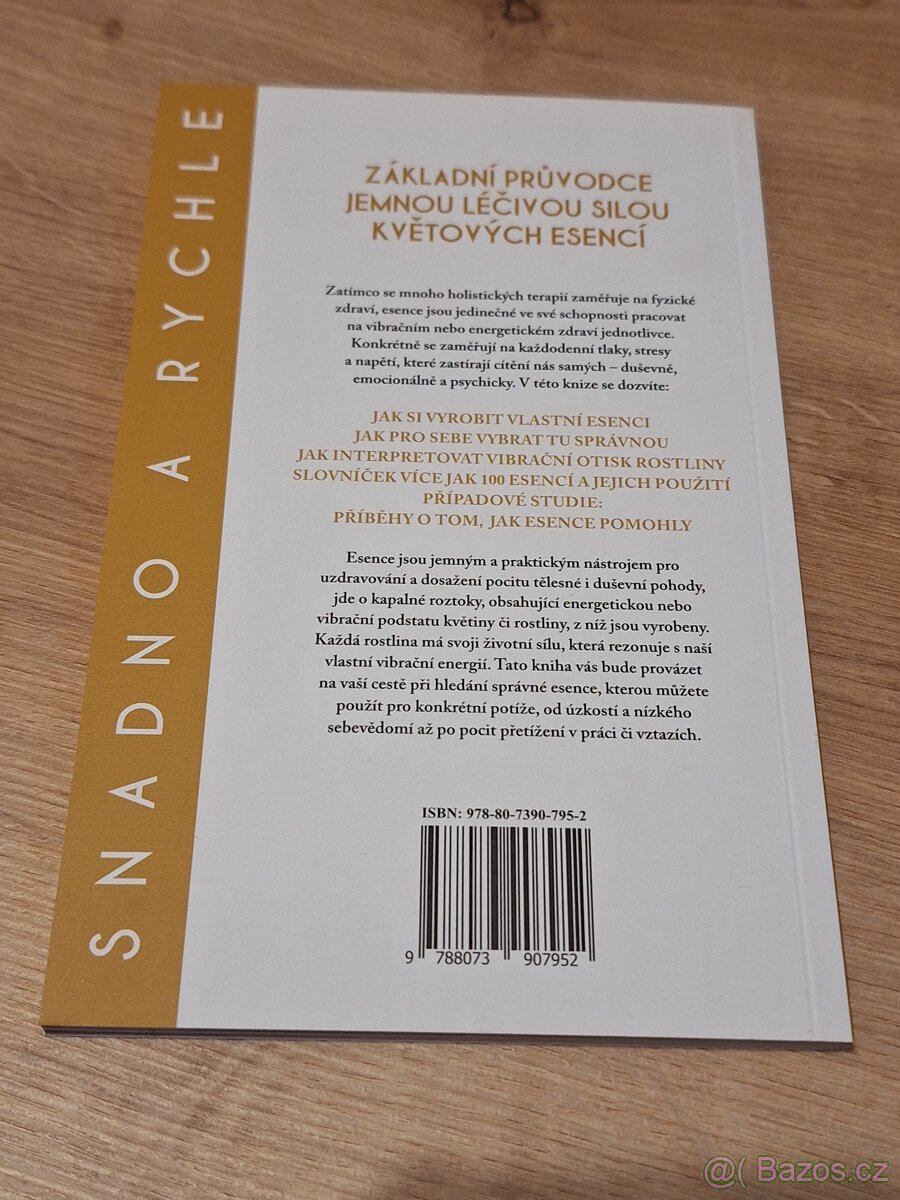 SNADNO A RYCHLE
ZÁKLADNÍ PRŮVODCE
JEMNOU LÉČIVOU SILOU
KVĚTOVÝCH ESENCÍ
Zatímco se mnoho holistických terapií zaměřuje na fyzické
zdraví, esence jsou jedinečné ve své schopnosti pracovat
na vibračním nebo energetickém zdraví jednotlivce.
Konkrétně se zaměřují na každodenní tlaky, stresy
a napětí, které zastírají cítění nás samých – duševně,
emocionálně a psychicky. V této knize se dozvíte:
JAK SI VYROBIT VLASTNÍ ESENCI
JAK PRO SEBE VYBRAT TU SPRÁVNOU
JAK INTERPRETOVAT VIBRAČNÍ OTISK ROSTLINY
SLOVNÍČEK VÍCE JAK 100 ESENCÍ A JEJICH POUŽITÍ
PŘÍPADOVÉ STUDIE:
PŘÍBĚHY O TOM, JAK ESENCE POMOHLY
Esence jsou jemným a praktickým nástrojem pro
uzdravování a dosažení pocitu tělesné i duševní pohody,
jde o kapalné roztoky, obsahující energetickou nebo
vibrační podstatu květiny či rostliny, z níž jsou vyrobeny.
Každá rostlina má svoji životní sílu, která rezonuje s naší
vlastní vibrační energií. Tato kniha vás bude provázet
na vaší cestě při hledání správné esence, kterou můžete
použít pro konkrétní potíže, od úzkostí a nízkého
sebevědomí až po pocit přetížení v práci či vztazích.
ISBN: 978-80-7390-795-2
9 788073 907952
@( Bazos.cz